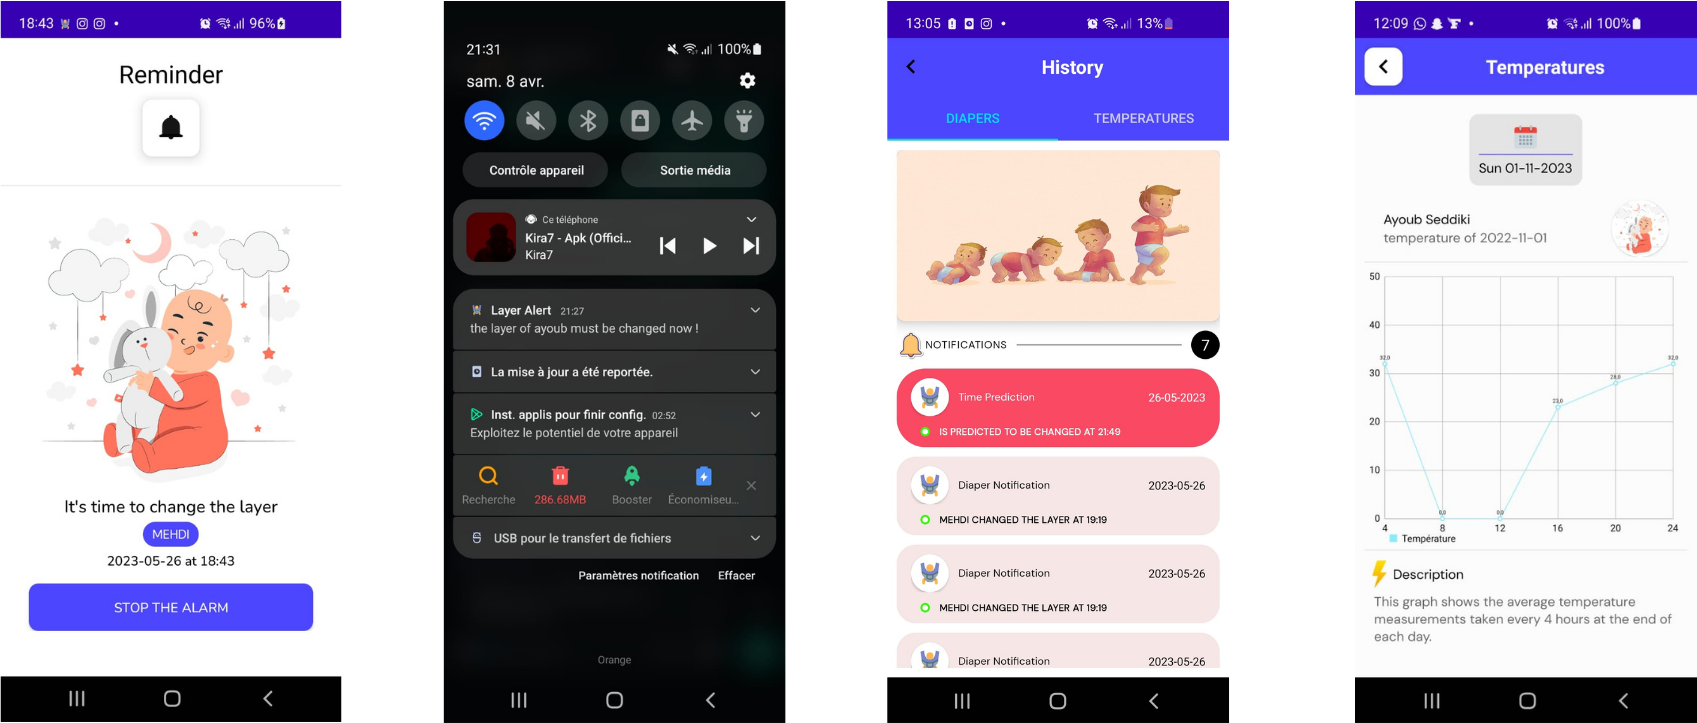 18:43
96%
Reminder
It's time to change the layer
MEHDI
2023-05-26 at 18:43
STOP THE ALARM
21:31
100%
sam. 8 avr.
Contrôle appareil
Sortie média
Ce téléphone
Kira7 - Apk (Offici...
Kira7
Layer Alert 21:27
the layer of ayoub must be changed now !
La mise à jour a été reportée.
Inst. applis pour finir config. 02:52
Exploitez le potentiel de votre appareil
Recherche 286.68MB Booster Économiseu...
USB pour le transfert de fichiers
Paramètres notification Effacer
Orange
13:05
13%
History
DIAPERS TEMPERATURES
NOTIFICATIONS 7
Time Prediction 26-05-2023
IS PREDICTED TO BE CHANGED AT 21:49
Diaper Notification 2023-05-26
MEHDI CHANGED THE LAYER AT 19:19
Diaper Notification 2023-05-26
MEHDI CHANGED THE LAYER AT 19:19
Diaper Notification 2023-05-26
12:09
100%
Temperatures
Sun 01-11-2023
Ayoub Seddiki
temperature of 2022-11-01
50
40
30
20
10
0
32,0
0,0
0,0
23,0
28,0
32,0
4 8 12 16 20 24
Température
Description
This graph shows the average temperature
measurements taken every 4 hours at the end of
each day.